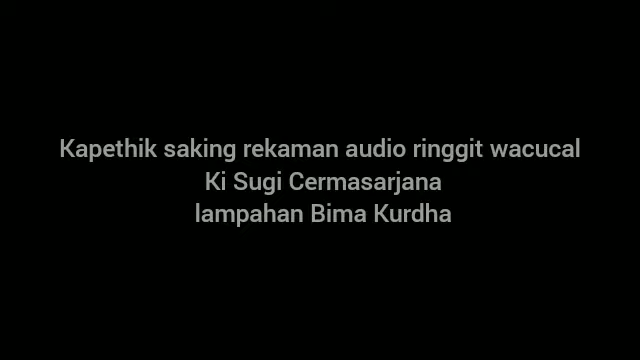 Kapethik saking rekaman audio ringgit wacucal
Ki Sugi Cermasarjana
lampahan Bima Kurdha